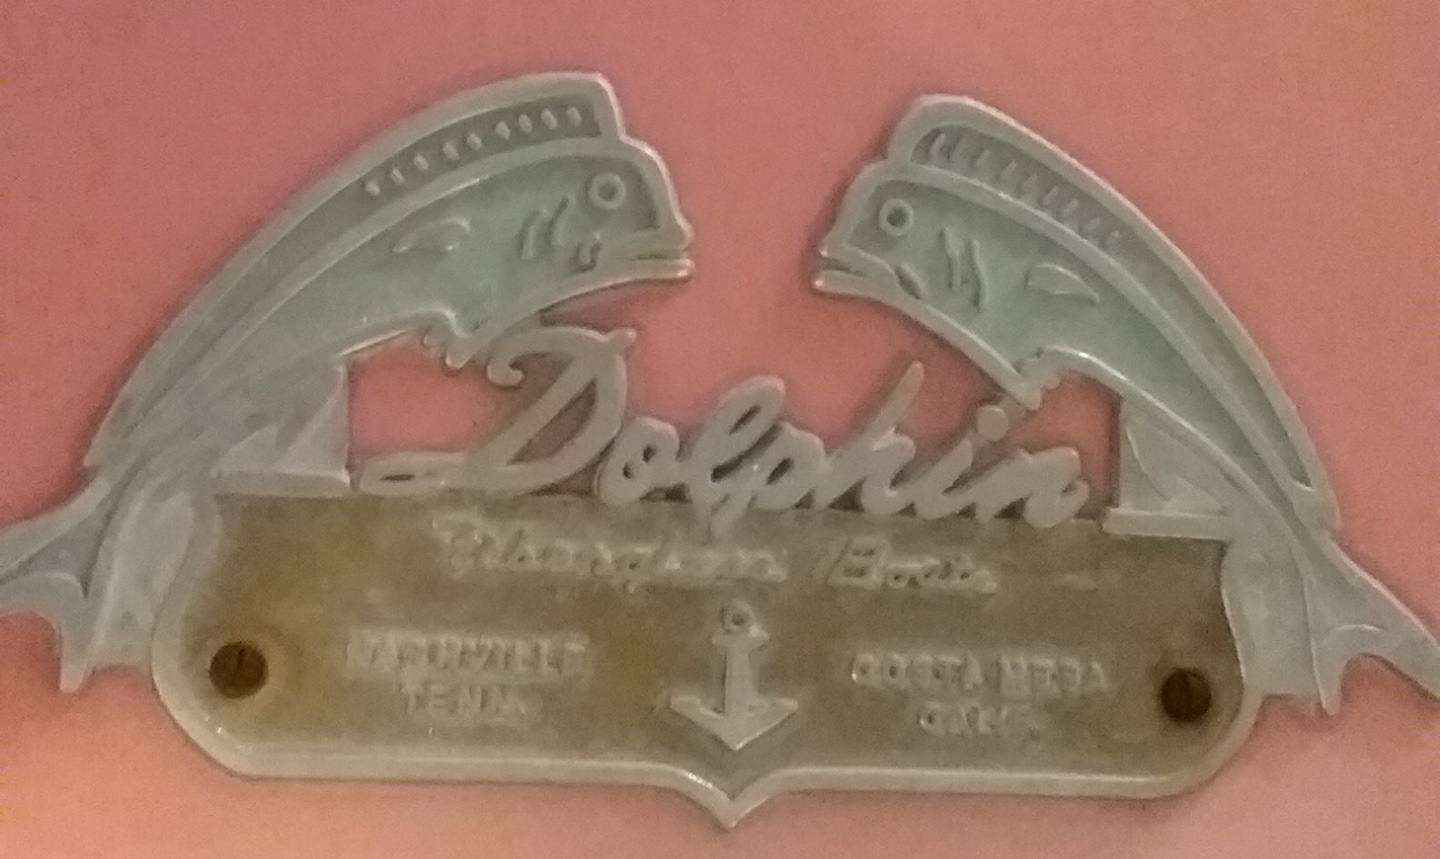 Dolphin
Fiberglass Boats
NASHVILLE
TENN.
COSTA MESA
CALIF.